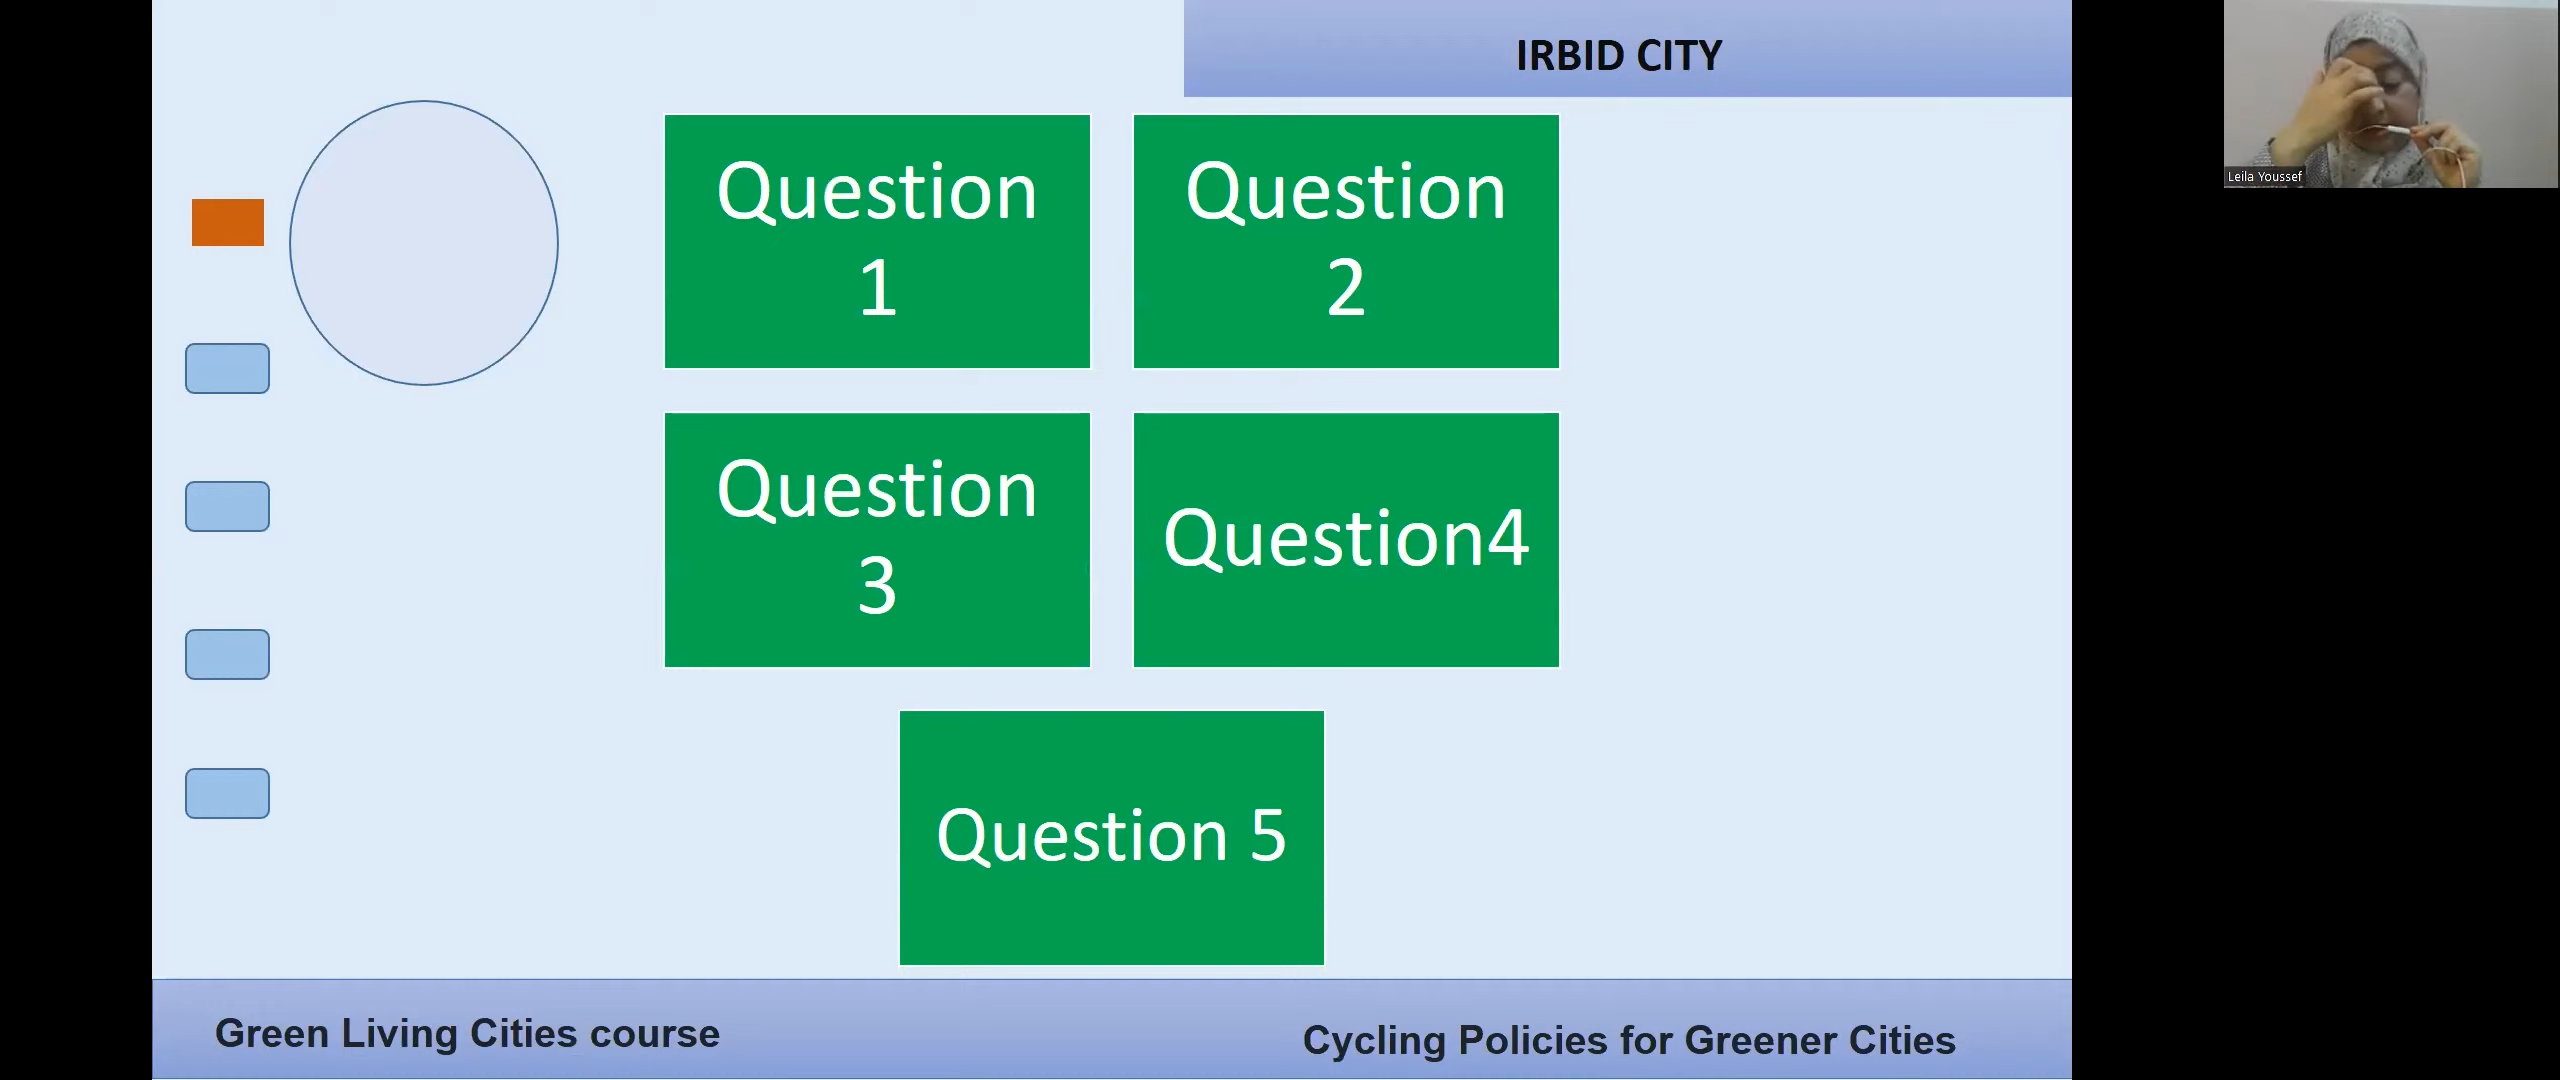 IRBID CITY
Leila Youssef
Question
1
Question
2
Question
3
Question4
Question 5
Green Living Cities course
Cycling Policies for Greener Cities